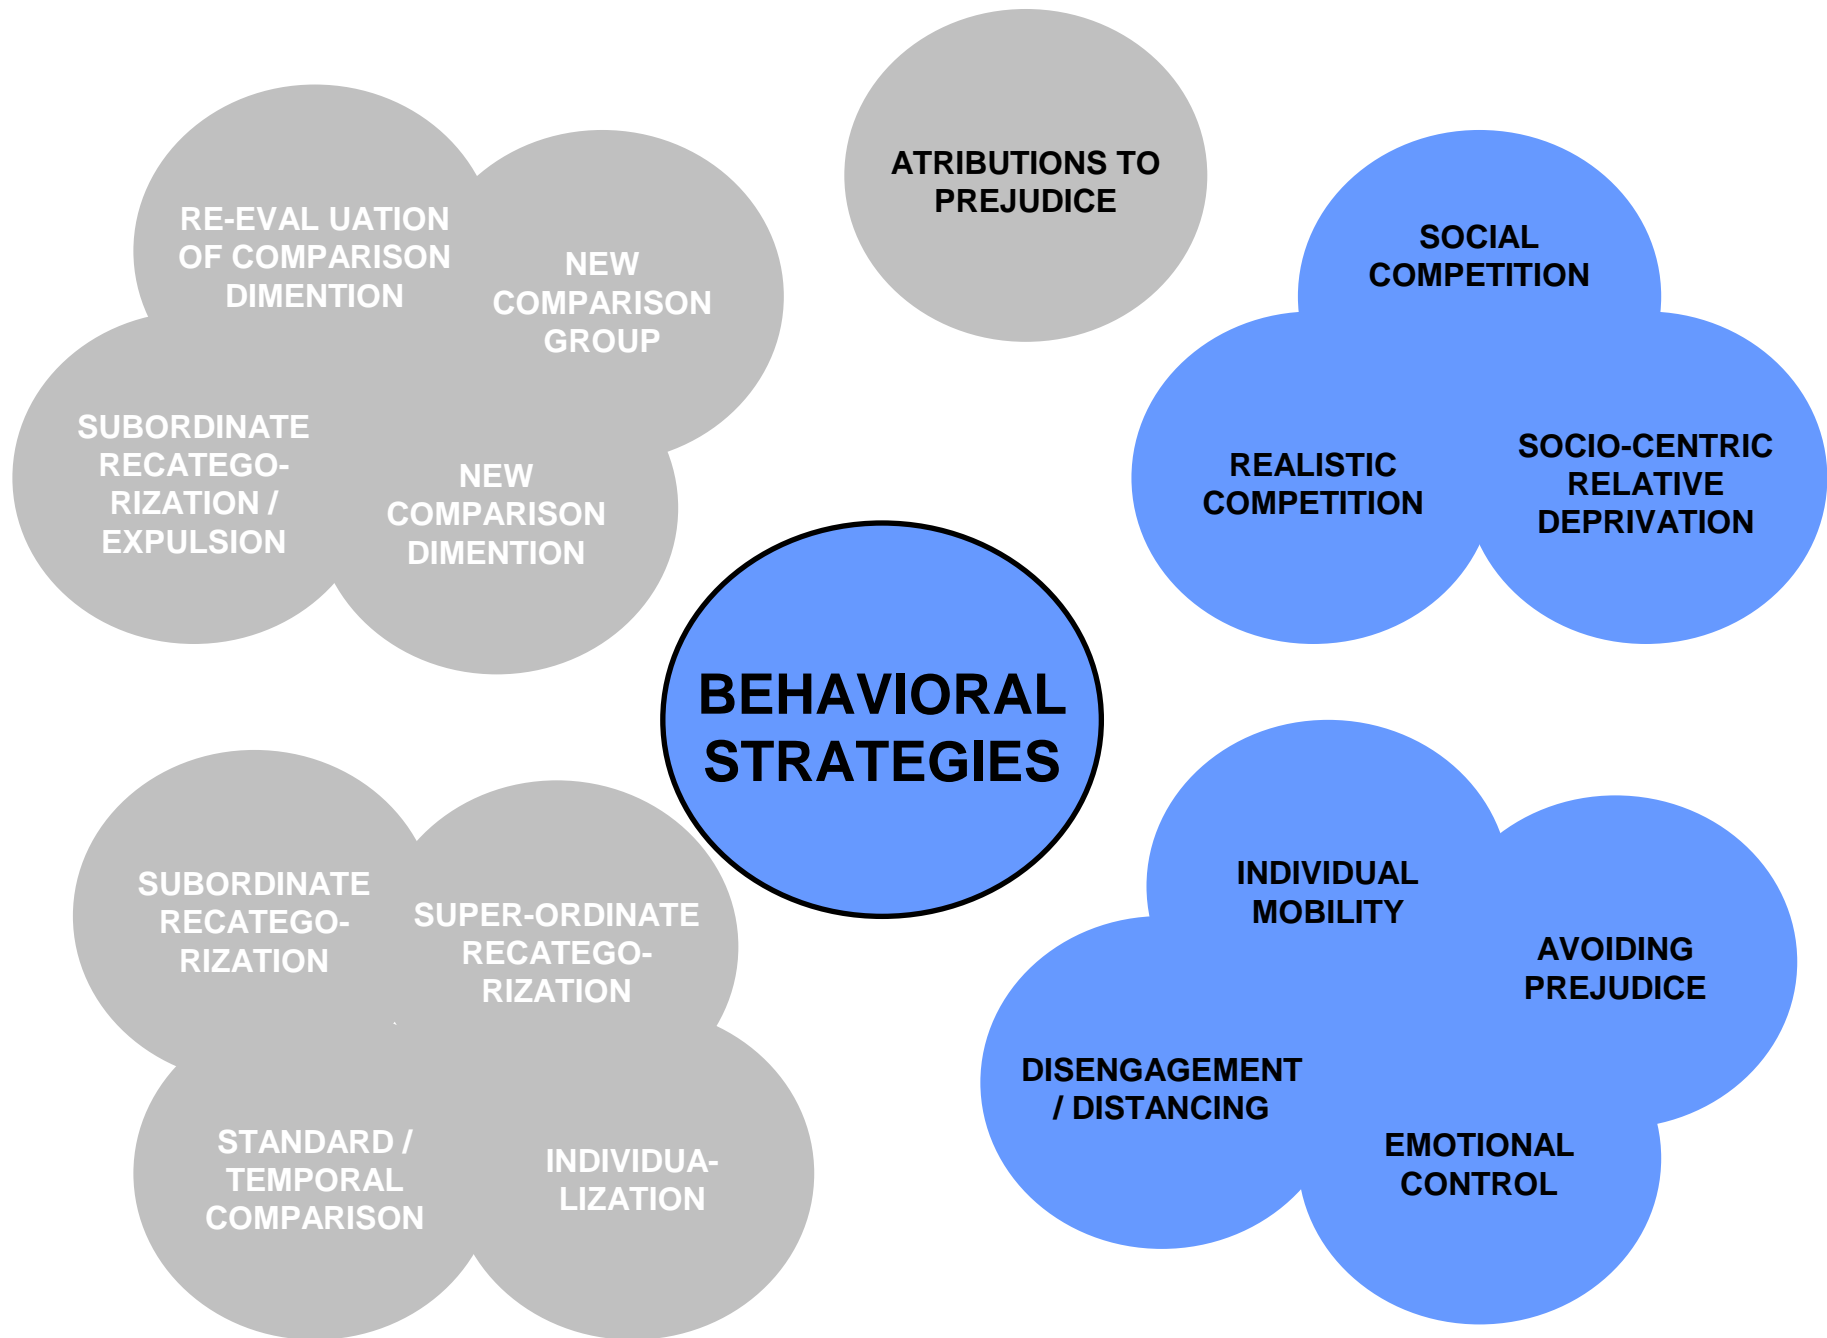 ATRIBUTIONS TO
PREJUDICE
RE-EVAL UATION
OF COMPARISON
DIMENTION
NEW
COMPARISON
GROUP
SOCIAL
COMPETITION
SUBORDINATE
RECATEGO-
RIZATION /
EXPULSION
NEW
COMPARISON
DIMENTION
REALISTIC
COMPETITION
SOCIO-CENTRIC
RELATIVE
DEPRIVATION
BEHAVIORAL
STRATEGIES
SUBORDINATE
RECATEGO-
RIZATION
SUPER-ORDINATE
RECATEGO-
RIZATION
INDIVIDUAL
MOBILITY
AVOIDING
PREJUDICE
DISENGAGEMENT
/ DISTANCING
STANDARD /
TEMPORAL
COMPARISON
INDIVIDUA-
LIZATION
EMOTIONAL
CONTROL